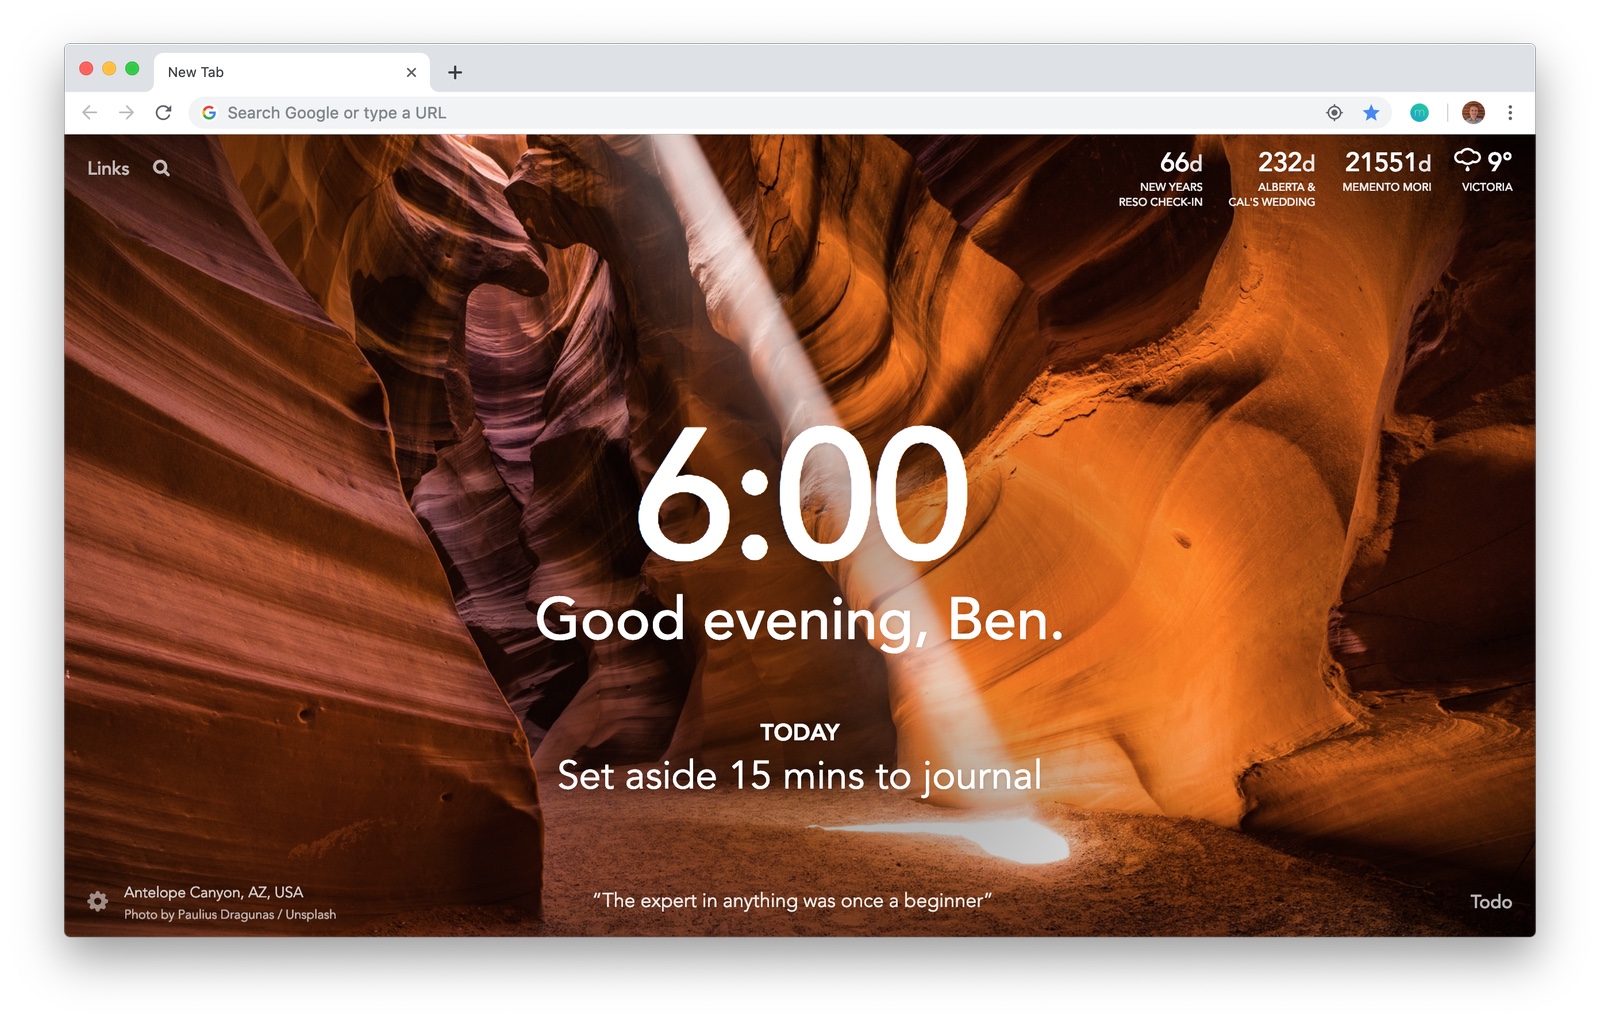 New Tab
Search Google or type a URL
m
Links
66d
NEW YEARS
RESO CHECK-IN
232d
ALBERTA &
CAL'S WEDDING
21551d
MEMENTO MORI
9°
VICTORIA
6:00
Good evening, Ben.
TODAY
Set aside 15 mins to journal
Antelope Canyon, AZ, USA
Photo by Paulius Dragunas / Unsplash
“The expert in anything was once a beginner”
Todo